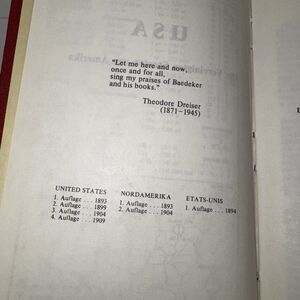 USA
"Let me here and now,
once and for all,
sing my praises of Baedeker
and his books."
Theodore Dreiser
(1871–1945)
UNITED STATES
1. Auflage . . . 1893
2. Auflage . . . 1899
3. Auflage . . . 1904
4. Auflage . . . 1909
NORDAMERIKA
1. Auflage . . . 1893
2. Auflage . . . 1904
ETATS-UNIS
1. Auflage . . . 1894